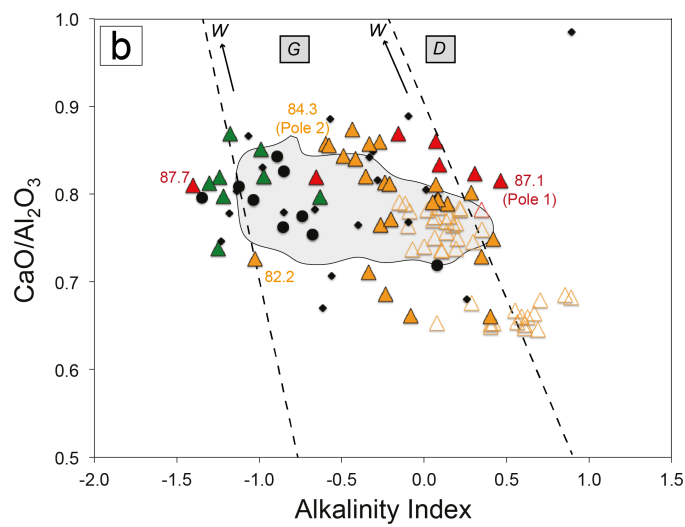 b
W
G
W
D
84.3
(Pole 2)
87.7
87.1
(Pole 1)
82.2
CaO/Al₂O₃
1.0
0.9
0.8
0.7
0.6
0.5
-2.0 -1.5 -1.0 -0.5 0.0 0.5 1.0 1.5
Alkalinity Index